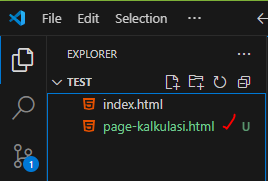 File Edit Selection ···
EXPLORER ···
TEST
index.html
page-kalkulasi.html U
1